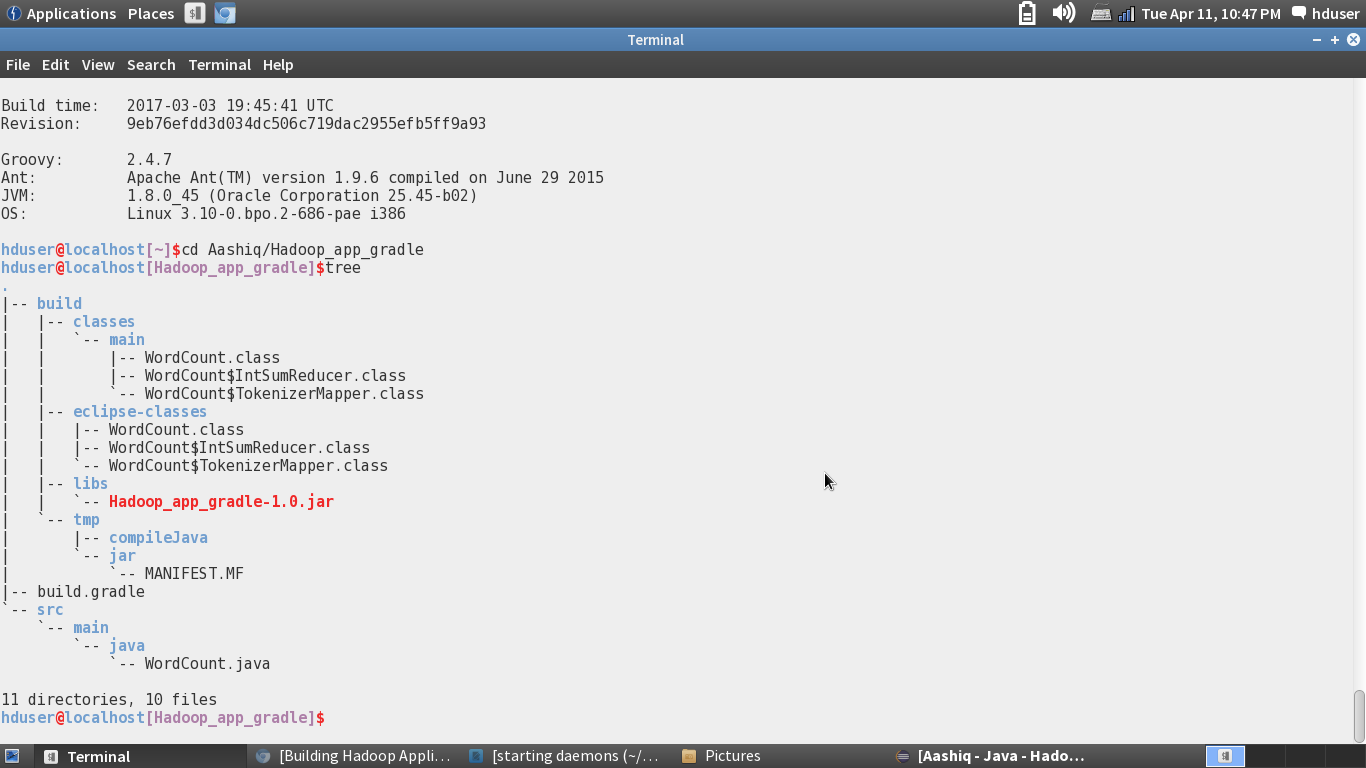 Applications Places Tue Apr 11, 10:47 PM hduser
Terminal
File Edit View Search Terminal Help
Build time:   2017-03-03 19:45:41 UTC
Revision:     9eb76efdd3d034dc506c719dac2955efb5ff9a93
Groovy:       2.4.7
Ant:          Apache Ant(TM) version 1.9.6 compiled on June 29 2015
JVM:          1.8.0_45 (Oracle Corporation 25.45-b02)
OS:           Linux 3.10-0.bpo.2-686-pae i386
hduser@localhost[~]$cd Aashiq/Hadoop_app_gradle
hduser@localhost[Hadoop_app_gradle]$tree
.
|-- build
|   |-- classes
|   |   `-- main
|   |       |-- WordCount.class
|   |       |-- WordCount$IntSumReducer.class
|   |       `-- WordCount$TokenizerMapper.class
|   |-- eclipse-classes
|   |   |-- WordCount.class
|   |   |-- WordCount$IntSumReducer.class
|   |   `-- WordCount$TokenizerMapper.class
|   |-- libs
|   |   `-- Hadoop_app_gradle-1.0.jar
|   `-- tmp
|       |-- compileJava
|       `-- jar
|           `-- MANIFEST.MF
|-- build.gradle
`-- src
    `-- main
        `-- java
            `-- WordCount.java
11 directories, 10 files
hduser@localhost[Hadoop_app_gradle]$
Terminal [Building Hadoop Appli... [starting daemons (~/... Pictures [Aashiq - Java - Hado...